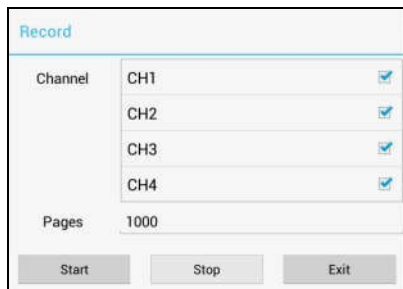 Record
Channel CH1
CH2
CH3
CH4
Pages 1000
Start Stop Exit